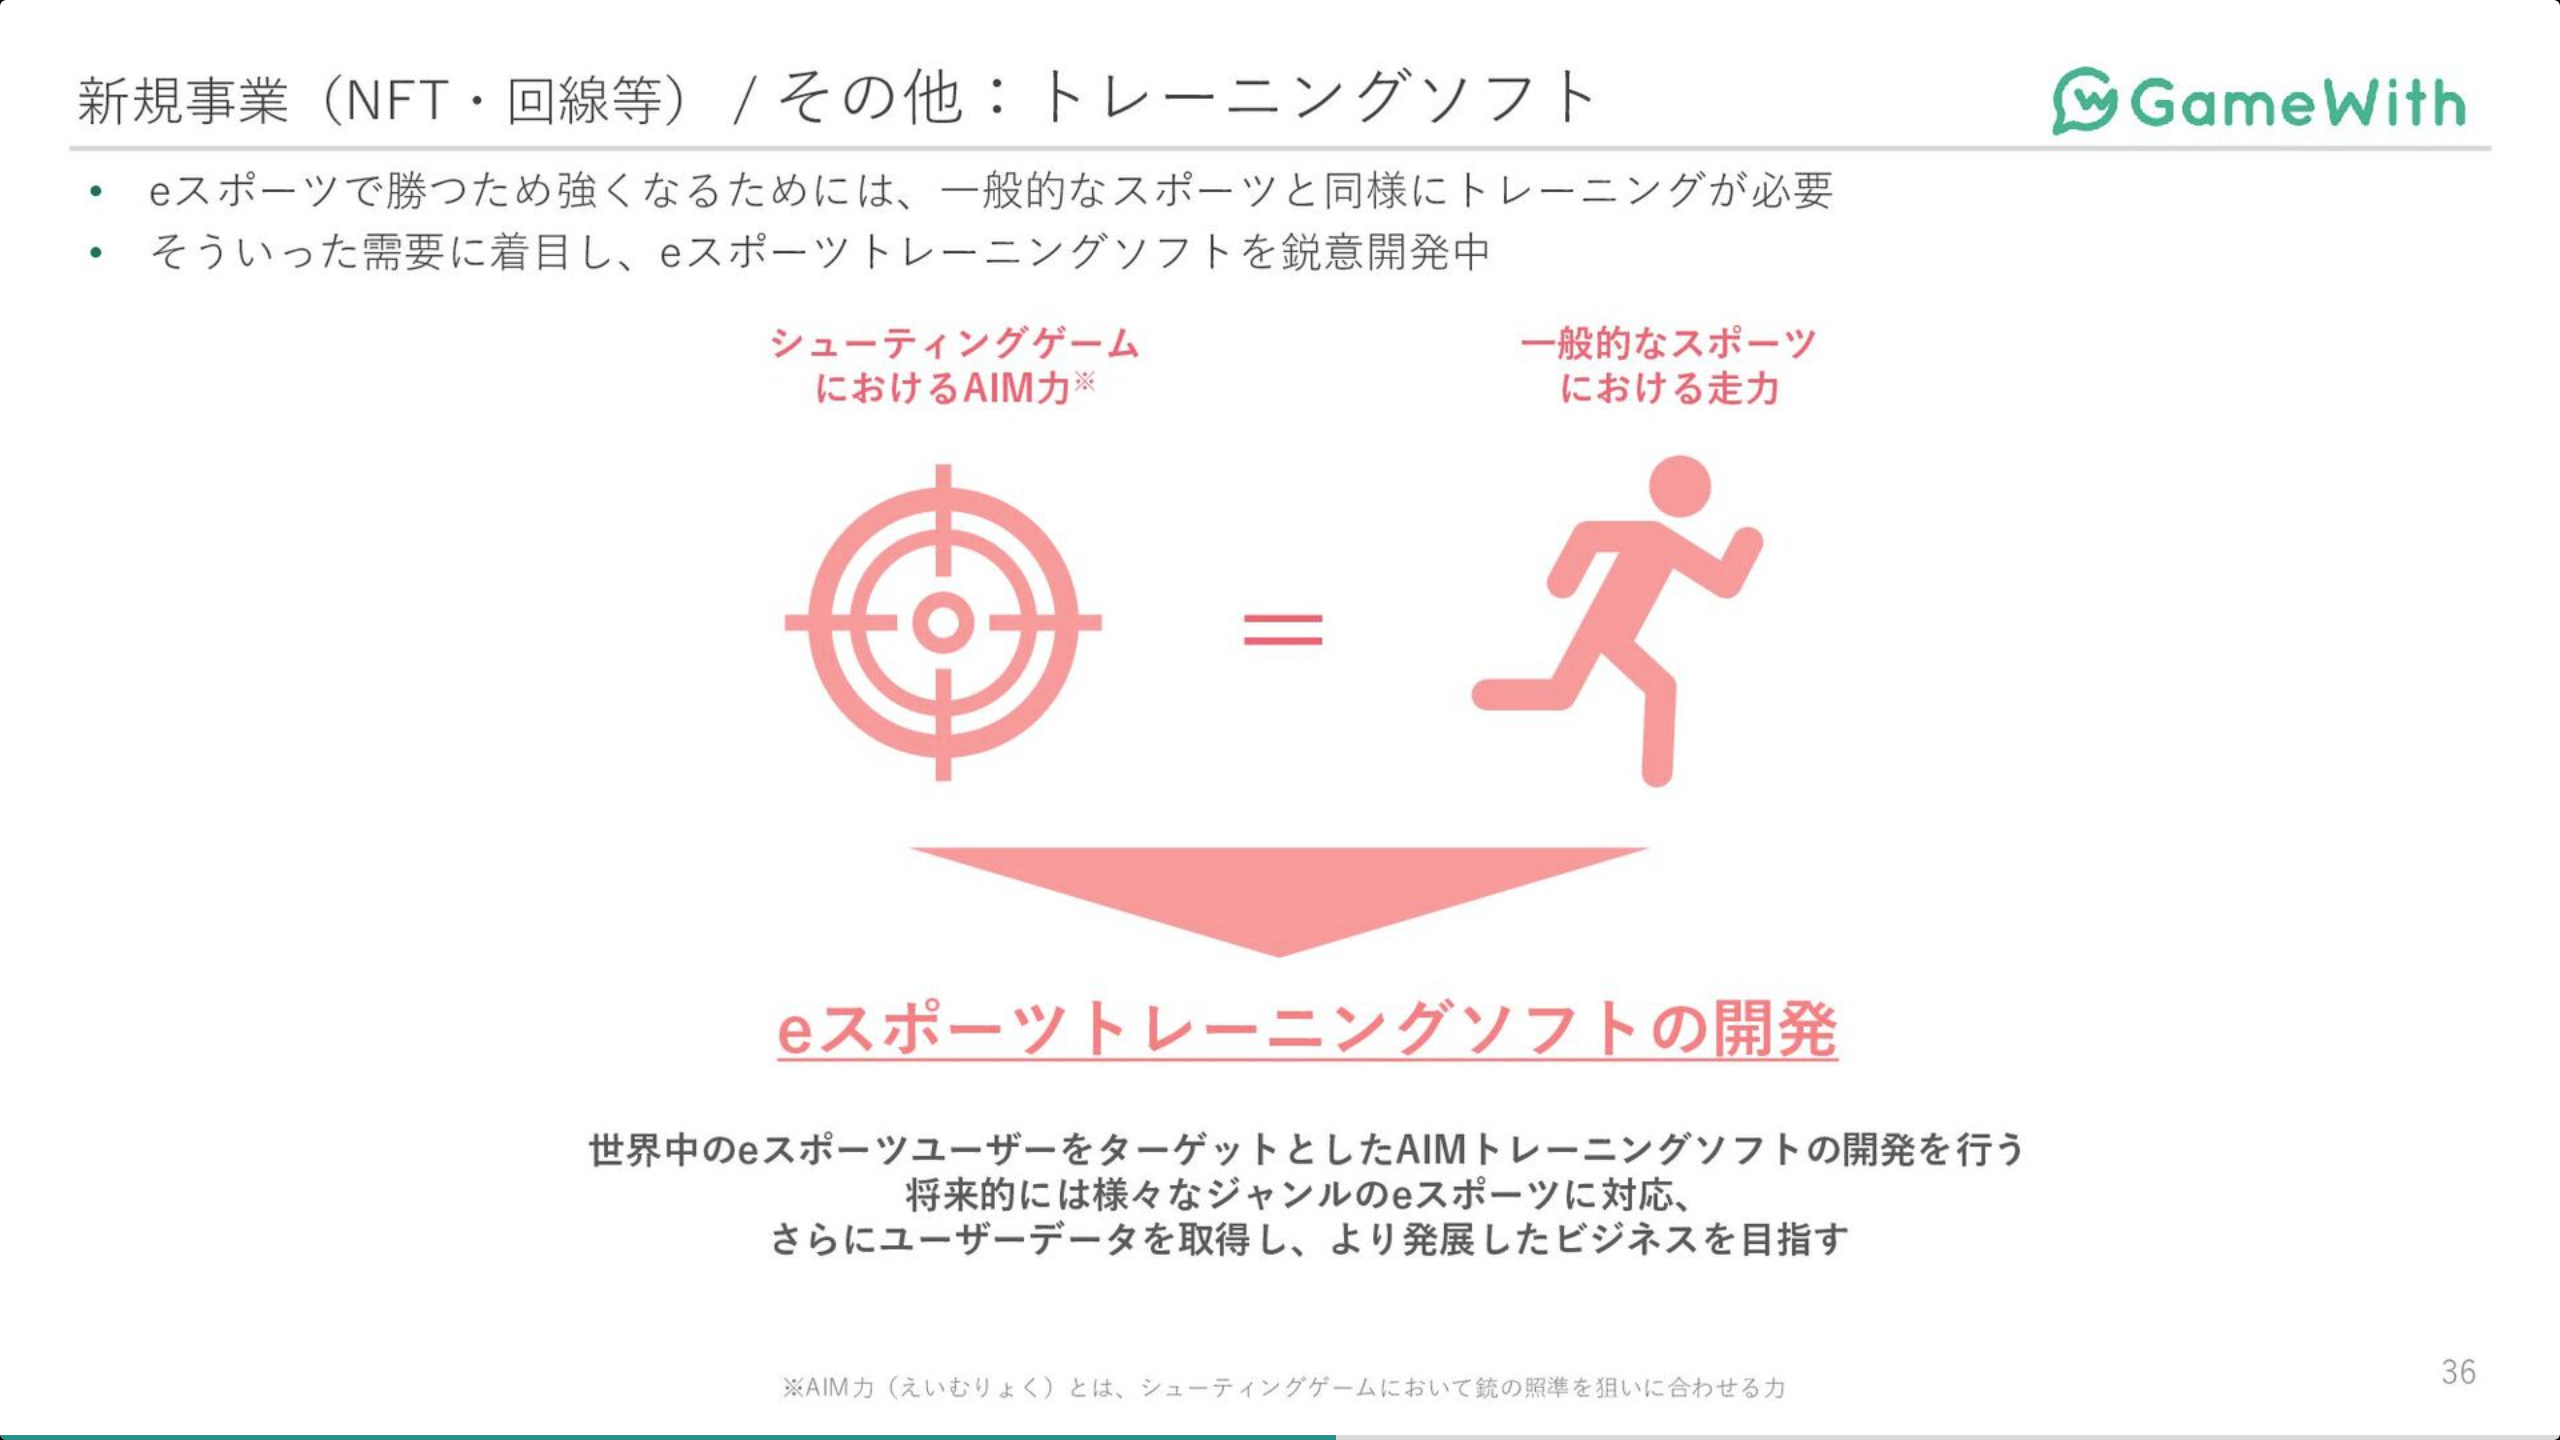 新規事業（NFT・回線等） / その他：トレーニングソフト
GameWith
• eスポーツで勝つため強くなるためには、一般的なスポーツと同様にトレーニングが必要
• そういった需要に着目し、eスポーツトレーニングソフトを鋭意開発中
シューティングゲーム
におけるAIM力※
一般的なスポーツ
における走力
＝
eスポーツトレーニングソフトの開発
世界中のeスポーツユーザーをターゲットとしたAIMトレーニングソフトの開発を行う
将来的には様々なジャンルのeスポーツに対応、
さらにユーザーデータを取得し、より発展したビジネスを目指す
※AIM力（えいむりょく）とは、シューティングゲームにおいて銃の照準を狙いに合わせる力
36